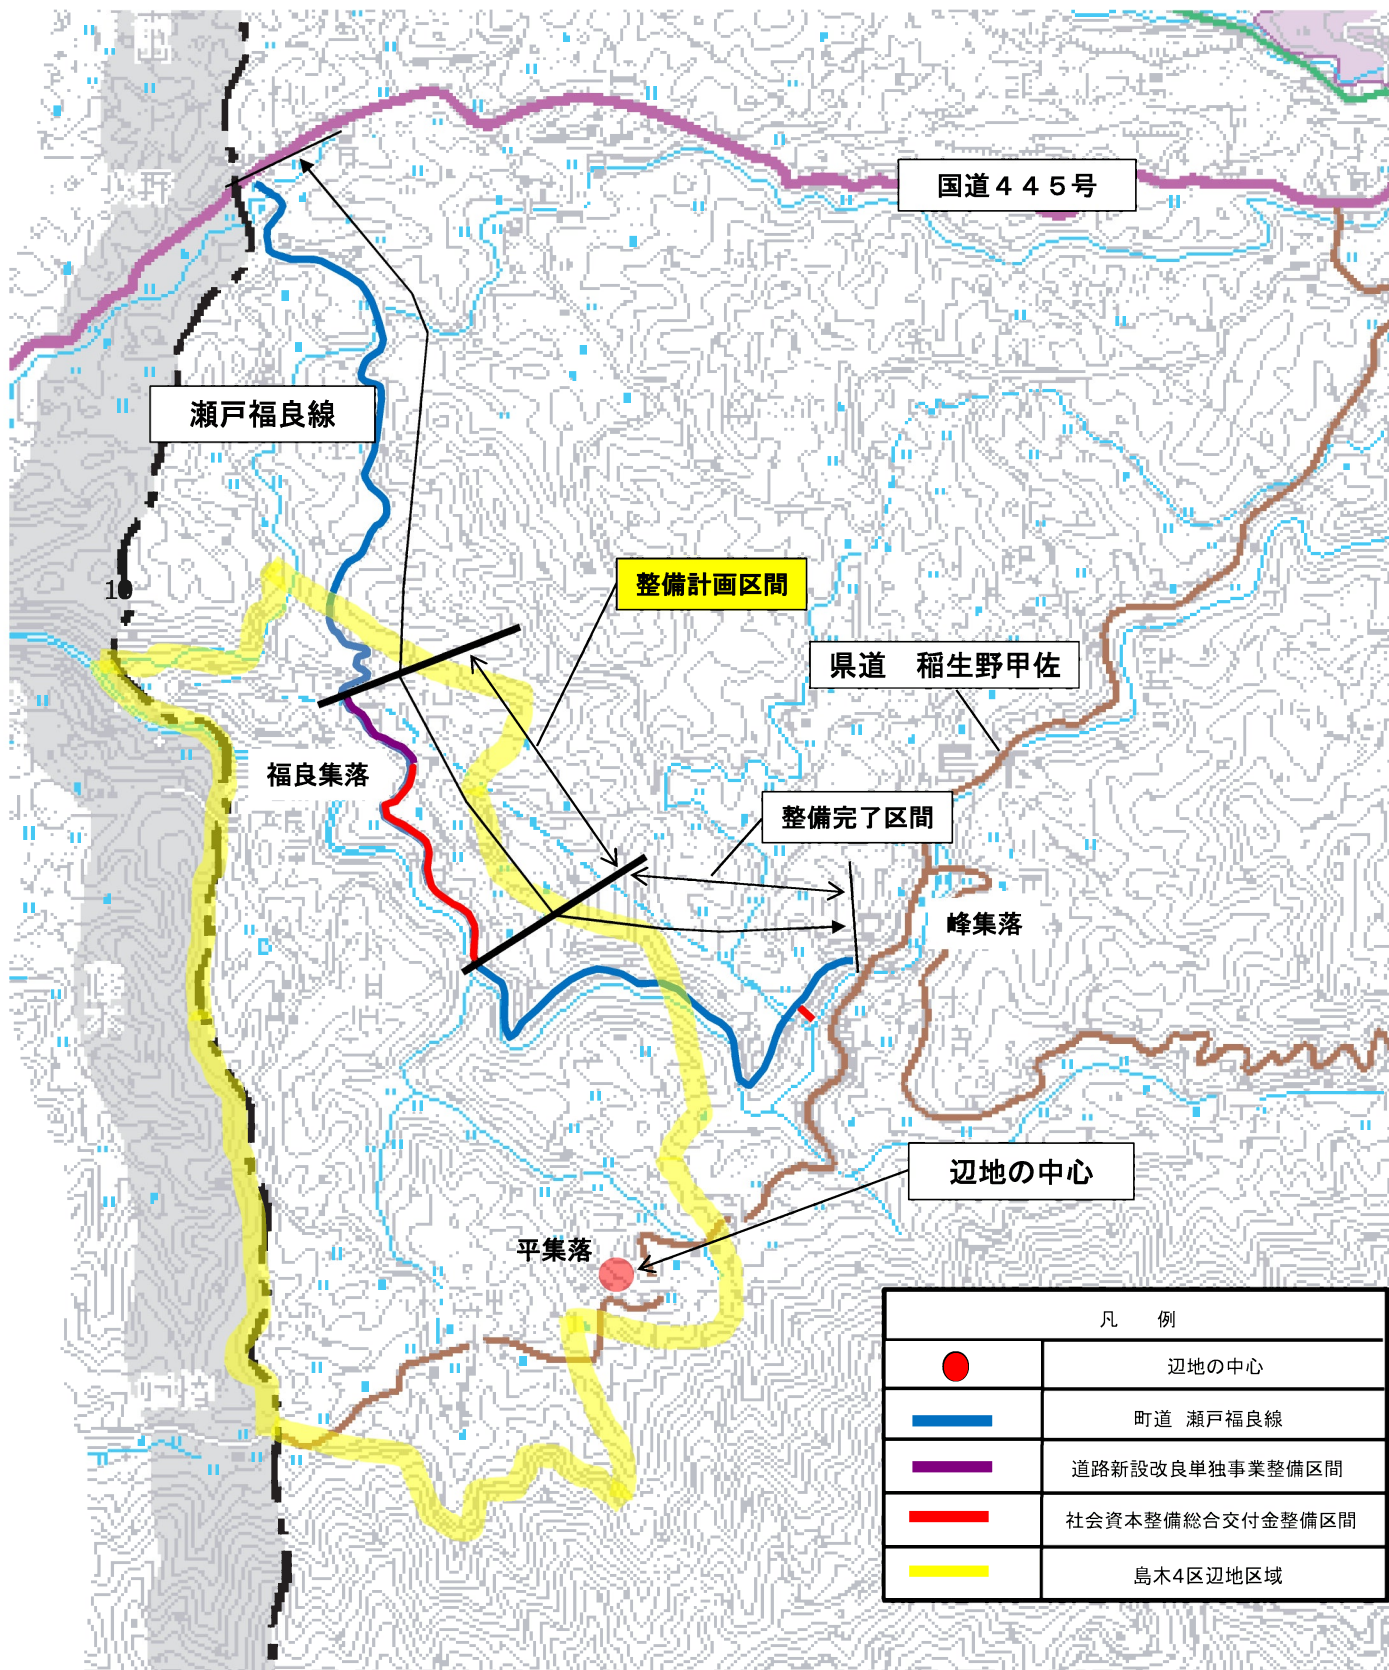 国道４４５号
瀬戸福良線
整備計画区間
10
県道　稲生野甲佐
福良集落
整備完了区間
峰集落
辺地の中心
平集落
凡　例
辺地の中心
町道 瀬戸福良線
道路新設改良単独事業整備区間
社会資本整備総合交付金整備区間
島木4区辺地区域